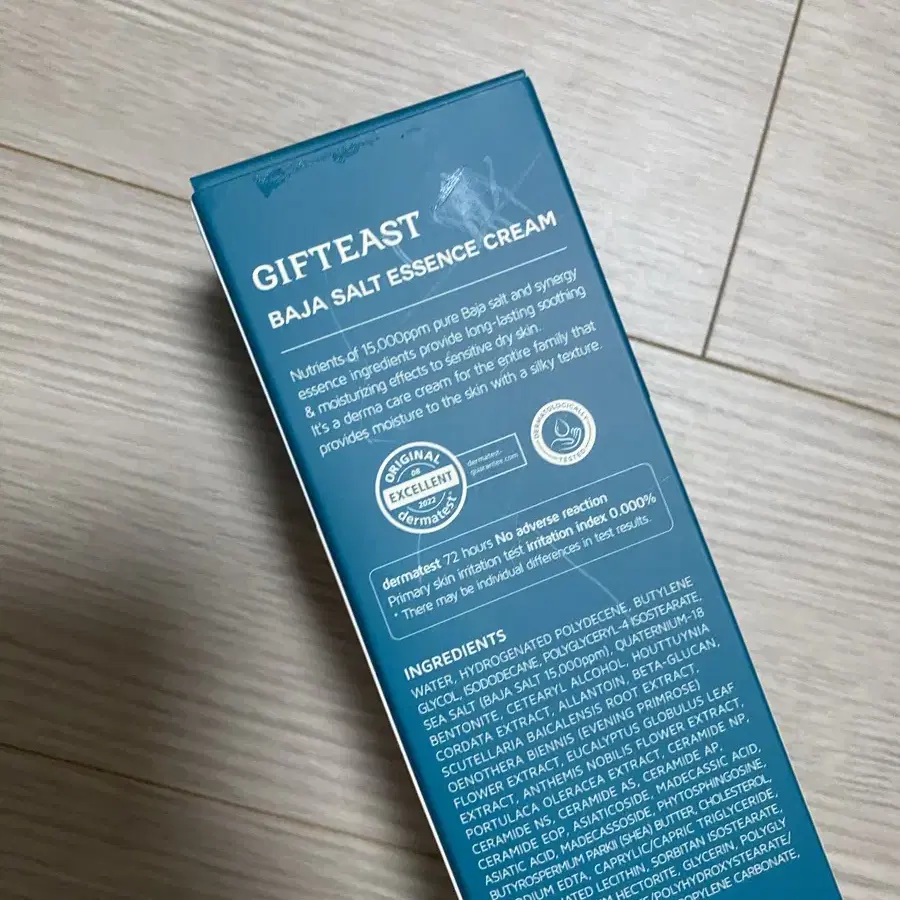 GIFTEAST
BAJA SALT ESSENCE CREAM
Nutrients of 15,000ppm pure Baja salt and synergy
essence ingredients provide long-lasting soothing
& moisturizing effects to sensitive dry skin.
It's a derma care cream for the entire family that
provides moisture to the skin with a silky texture.
ORIGINAL
DE
EXCELLENT
2022
dermatest®
dermatest-
guarantee.com
DERMATOLOGICALLY
TESTED
dermatest 72 hours No adverse reaction
Primary skin irritation test irritation index 0.000%
* There may be individual differences in test results.
INGREDIENTS
WATER, HYDROGENATED POLYDECENE, BUTYLENE
GLYCOL, ISODODECANE, POLYGLYCERYL-4 ISOSTEARATE,
SEA SALT (BAJA SALT 15,000ppm), QUATERNIUM-18
BENTONITE, CETEARYL ALCOHOL, HOUTTUYNIA
CORDATA EXTRACT, ALLANTOIN, BETA-GLUCAN,
SCUTELLARIA BAICALENSIS ROOT EXTRACT,
OENOTHERA BIENNIS (EVENING PRIMROSE)
FLOWER EXTRACT, EUCALYPTUS GLOBULUS LEAF
EXTRACT, ANTHEMIS NOBILIS FLOWER EXTRACT,
PORTULACA OLERACEA EXTRACT, CERAMIDE NP,
CERAMIDE NS, CERAMIDE AS, CERAMIDE AP,
CERAMIDE EOP, ASIATICOSIDE, MADECASSIC ACID,
ASIATIC ACID, MADECASSOSIDE, PHYTOSPHINGOSINE,
BUTYROSPERMUM PARKII (SHEA) BUTTER, CHOLESTEROL,
EDTA, CAPRYLIC/CAPRIC TRIGLYCERIDE,
LECITHIN, SORBITAN ISOSTEARATE,
HECTORITE, GLYCERIN, POLYGLY
/POLYHYDROXYSTEARATE/
PROPYLENE CARBONATE,